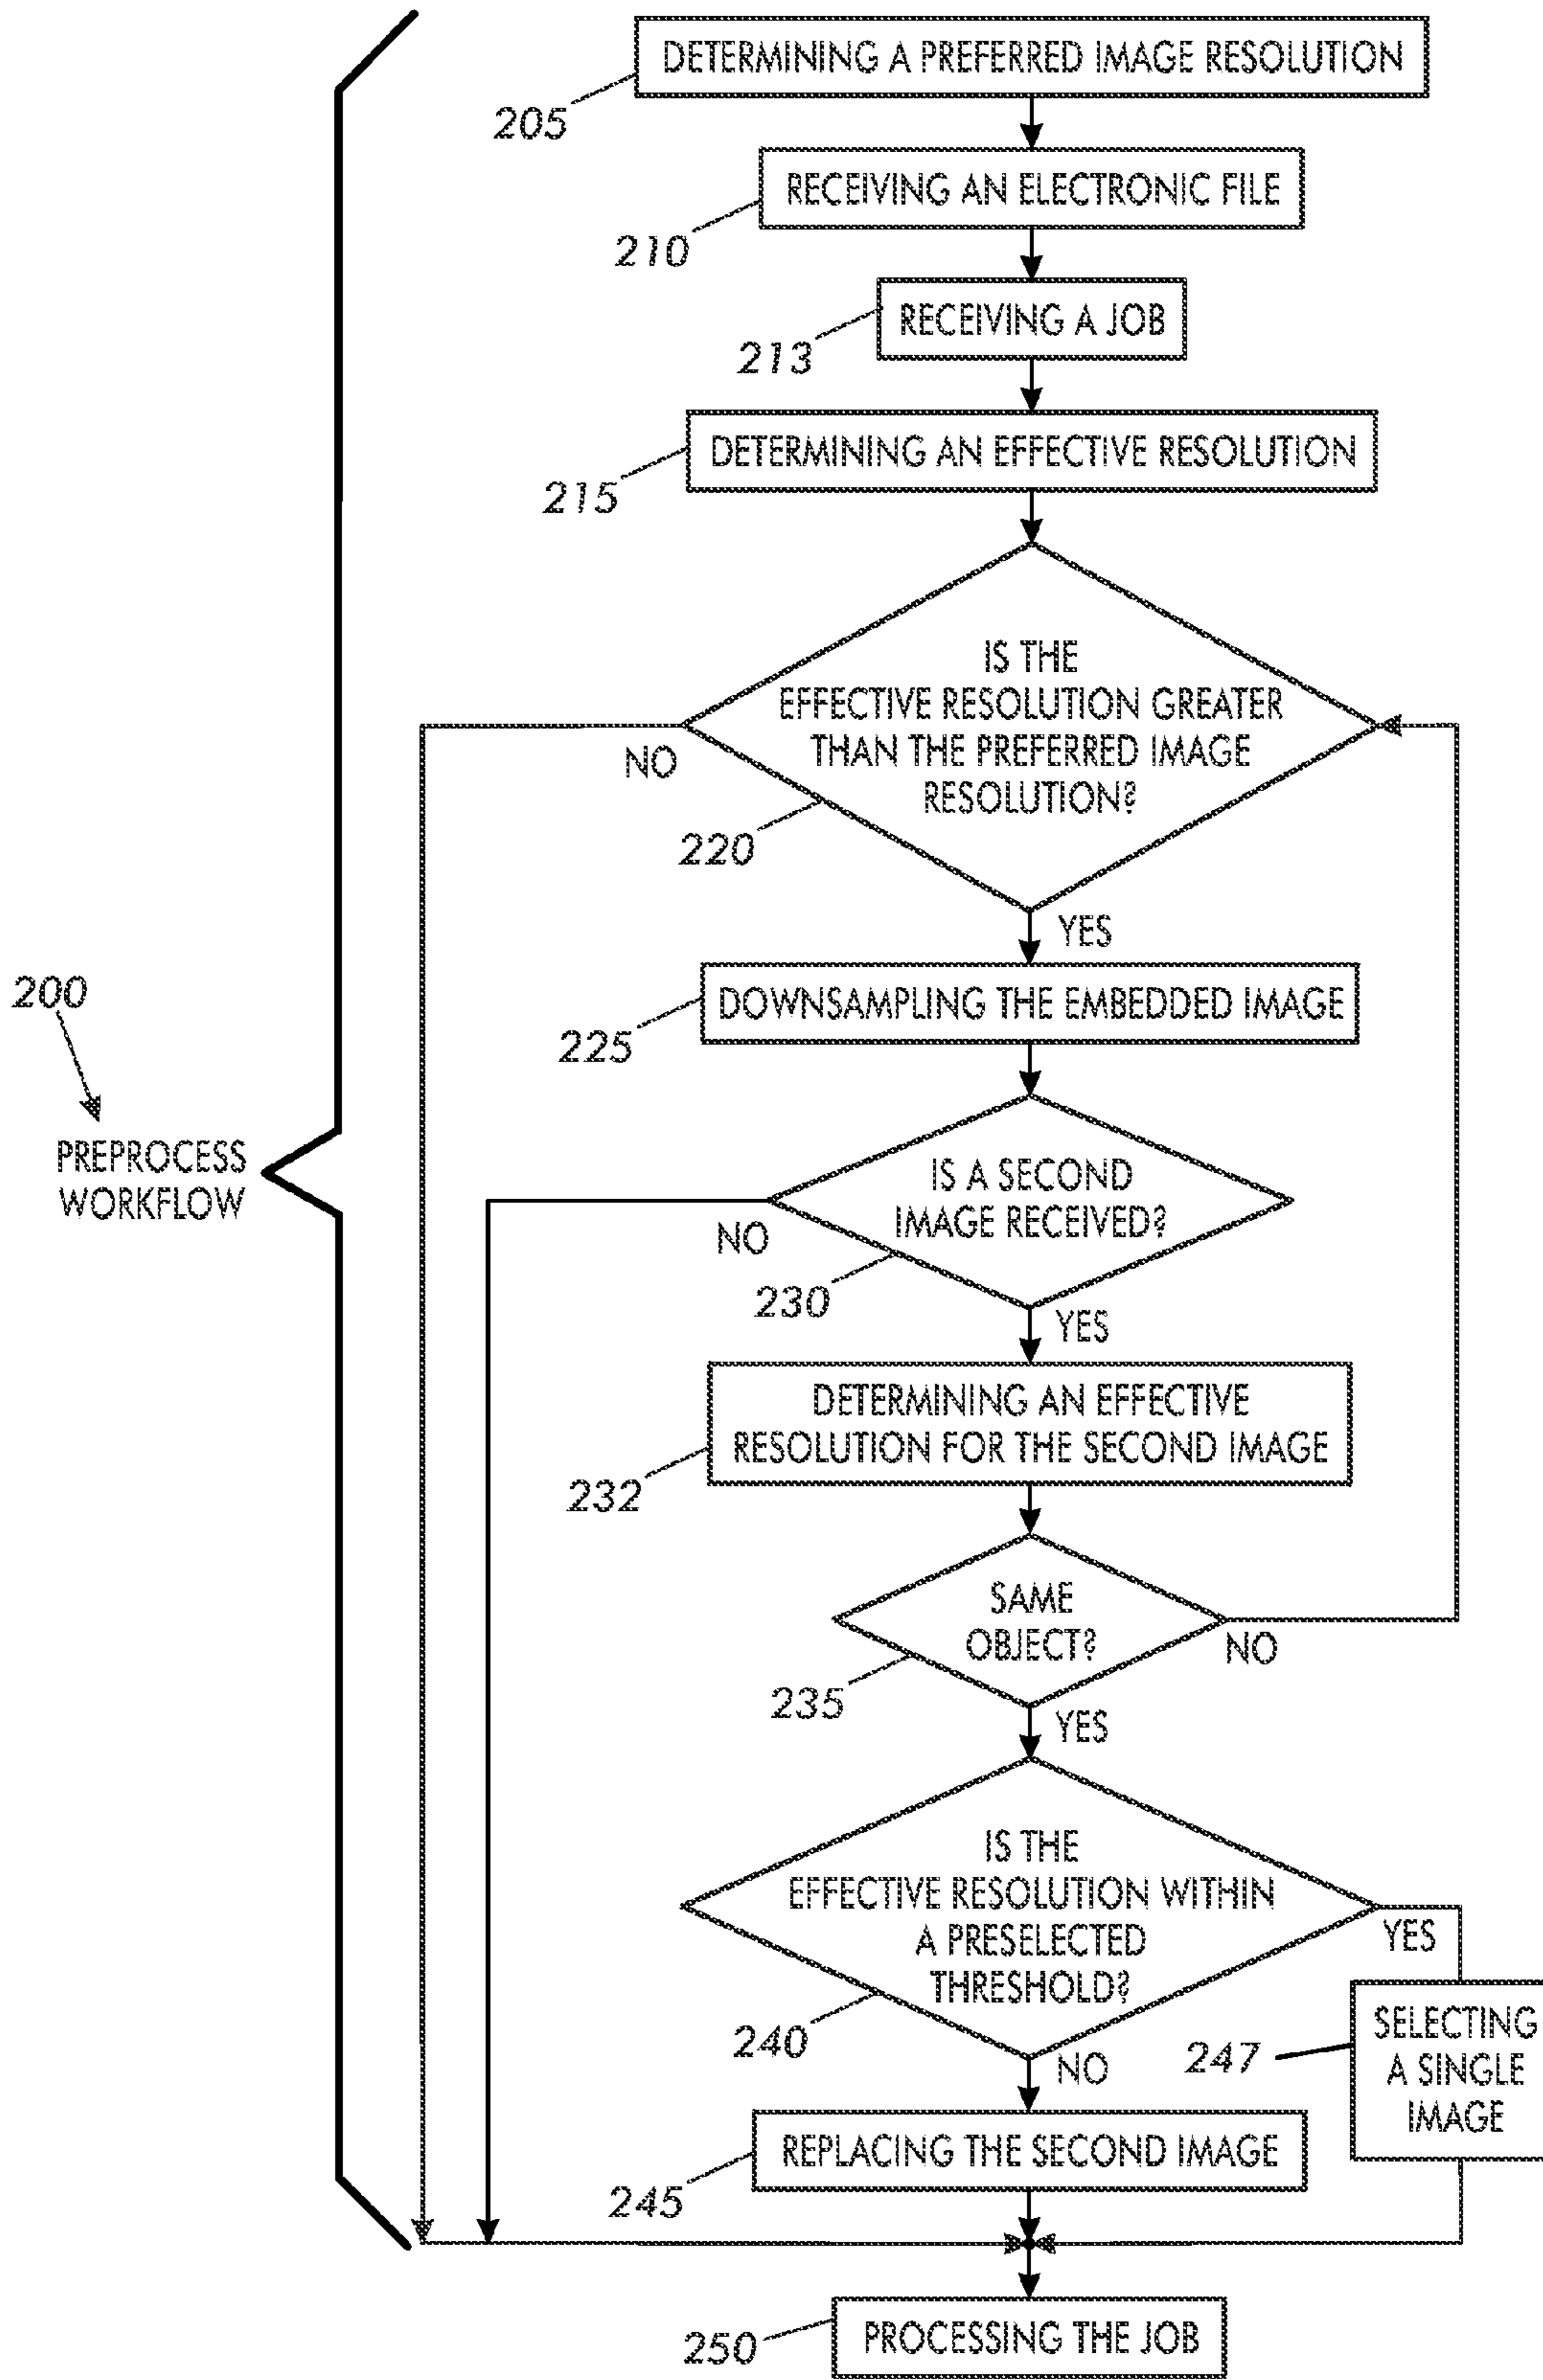 DETERMINING A PREFERRED IMAGE RESOLUTION
205
RECEIVING AN ELECTRONIC FILE
210
RECEIVING A JOB
213
DETERMINING AN EFFECTIVE RESOLUTION
215
IS THE
EFFECTIVE RESOLUTION GREATER
THAN THE PREFERRED IMAGE
RESOLUTION?
NO
220
YES
DOWNSAMPLING THE EMBEDDED IMAGE
225
200
PREPROCESS
WORKFLOW
IS A SECOND
IMAGE RECEIVED?
NO
230
YES
DETERMINING AN EFFECTIVE
RESOLUTION FOR THE SECOND IMAGE
232
SAME
OBJECT?
NO
235
YES
IS THE
EFFECTIVE RESOLUTION WITHIN
A PRESELECTED
THRESHOLD?
YES
240
NO
247
SELECTING
A SINGLE
IMAGE
REPLACING THE SECOND IMAGE
245
PROCESSING THE JOB
250